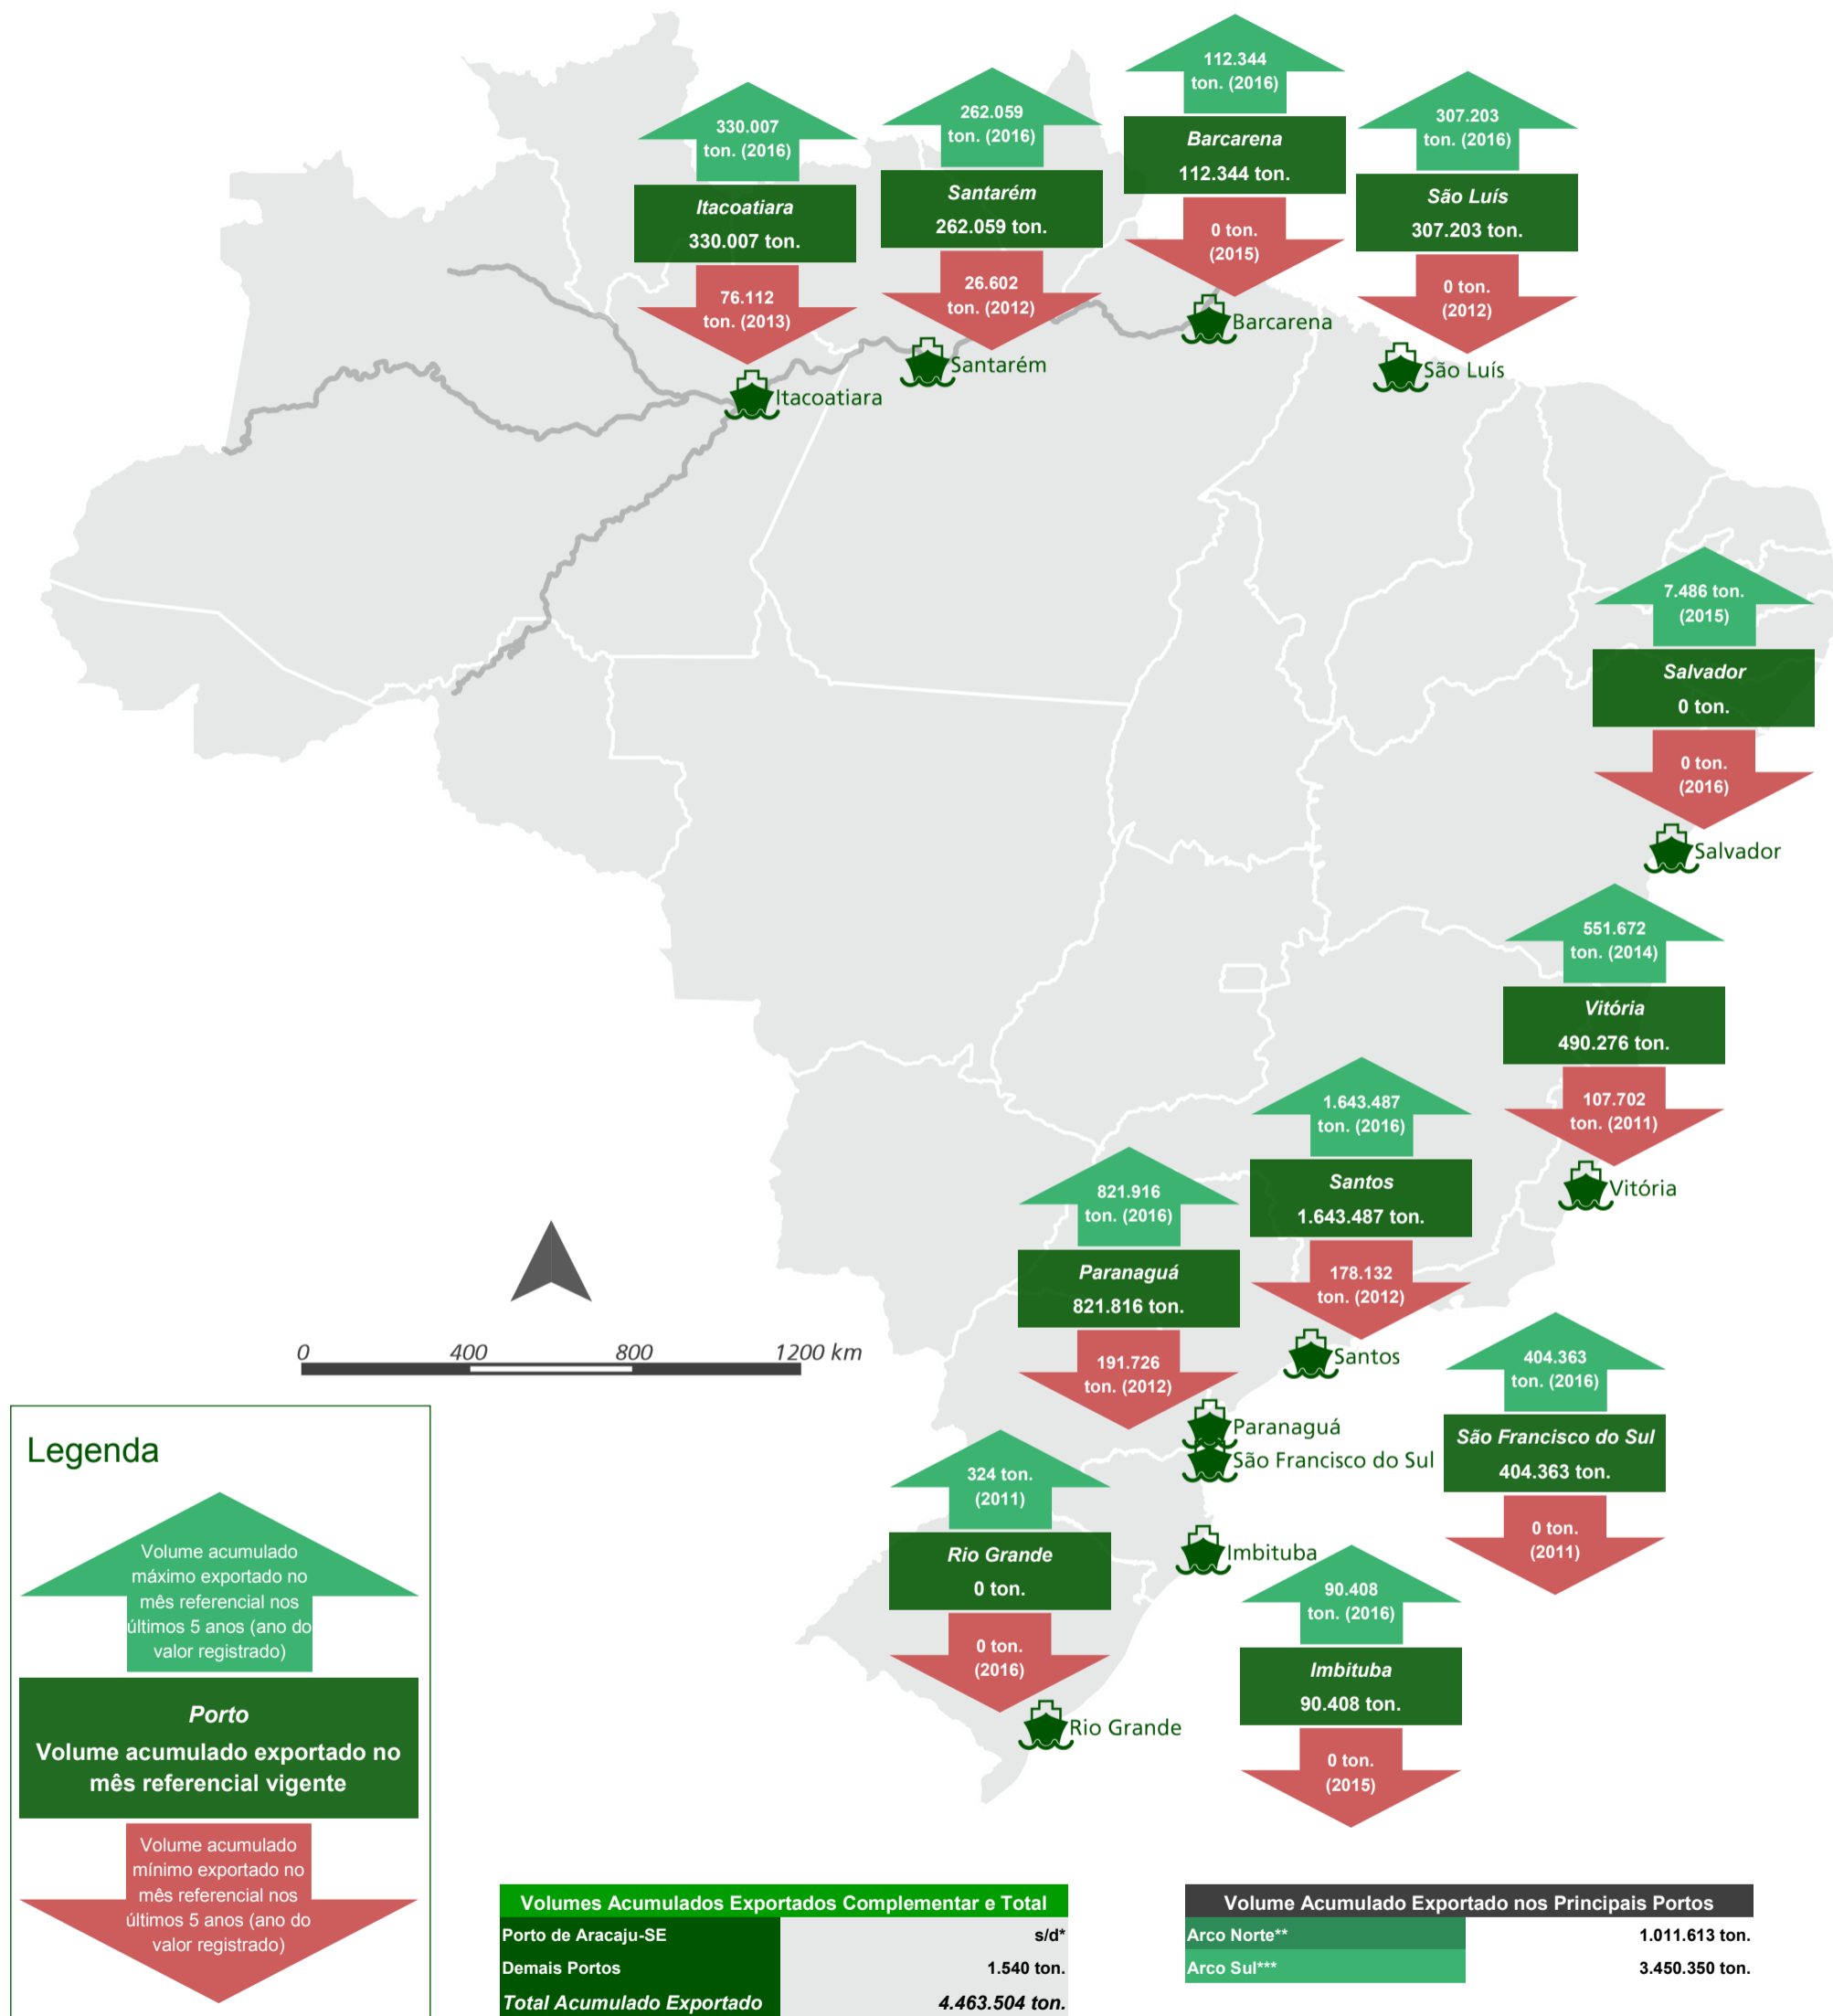 112.344
ton. (2016)
Barcarena
112.344 ton.
0 ton.
(2015)
262.059
ton. (2016)
Santarém
262.059 ton.
26.602
ton. (2012)
307.203
ton. (2016)
São Luís
307.203 ton.
0 ton.
(2012)
330.007
ton. (2016)
Itacoatiara
330.007 ton.
76.112
ton. (2013)
Barcarena
Santarém
São Luís
Itacoatiara
7.486 ton.
(2015)
Salvador
0 ton.
0 ton.
(2016)
Salvador
551.672
ton. (2014)
Vitória
490.276 ton.
107.702
ton. (2011)
Vitória
1.643.487
ton. (2016)
Santos
1.643.487 ton.
178.132
ton. (2012)
Santos
821.916
ton. (2016)
Paranaguá
821.816 ton.
191.726
ton. (2012)
Paranaguá
São Francisco do Sul
404.363
ton. (2016)
São Francisco do Sul
404.363 ton.
0 ton.
(2011)
0 400 800 1200 km
324 ton.
(2011)
Rio Grande
0 ton.
0 ton.
(2016)
Rio Grande
Imbituba
90.408
ton. (2016)
Imbituba
90.408 ton.
0 ton.
(2015)
Legenda
Volume acumulado
máximo exportado no
mês referencial nos
últimos 5 anos (ano do
valor registrado)
Porto
Volume acumulado exportado no
mês referencial vigente
Volume acumulado
mínimo exportado no
mês referencial nos
últimos 5 anos (ano do
valor registrado)
Volumes Acumulados Exportados Complementar e Total
Porto de Aracaju-SE s/d*
Demais Portos 1.540 ton.
Total Acumulado Exportado 4.463.504 ton.
Volume Acumulado Exportado nos Principais Portos
Arco Norte** 1.011.613 ton.
Arco Sul*** 3.450.350 ton.